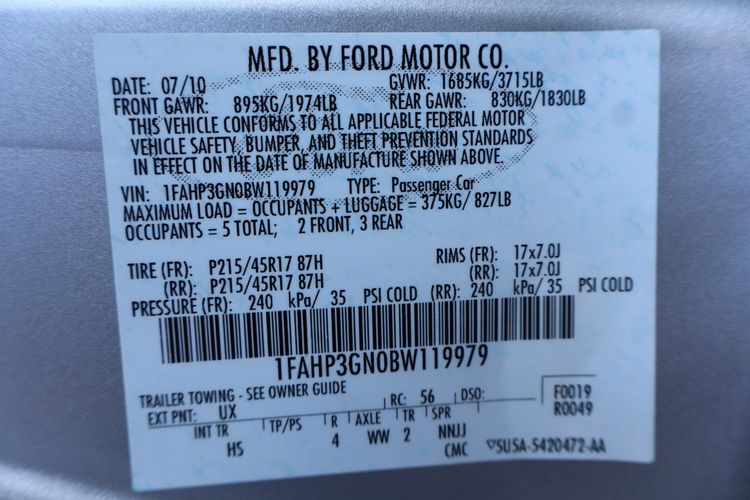 MFD. BY FORD MOTOR CO.
DATE: 07/10 GVWR: 1685KG/3715LB
FRONT GAWR: 895KG/1974LB REAR GAWR: 830KG/1830LB
THIS VEHICLE CONFORMS TO ALL APPLICABLE FEDERAL MOTOR
VEHICLE SAFETY, BUMPER, AND THEFT PREVENTION STANDARDS
IN EFFECT ON THE DATE OF MANUFACTURE SHOWN ABOVE.
VIN: 1FAHP3GN0BW119979 TYPE: Passenger Car
MAXIMUM LOAD = OCCUPANTS + LUGGAGE = 375KG/ 827LB
OCCUPANTS = 5 TOTAL; 2 FRONT, 3 REAR
TIRE (FR): P215/45R17 87H RIMS (FR): 17x7.0J
(RR): P215/45R17 87H (RR): 17x7.0J
PRESSURE (FR): 240 kPa/ 35 PSI COLD (RR): 240 kPa/ 35 PSI COLD
1FAHP3GN0BW119979
TRAILER TOWING - SEE OWNER GUIDE
EXT PNT: UX RC: 56 DSO: F0019
R0049
INT TR TP/PS R AXLE TR SPR
HS 4 WW 2 NNJJ
CMC ▽5U5A-5420472-AA